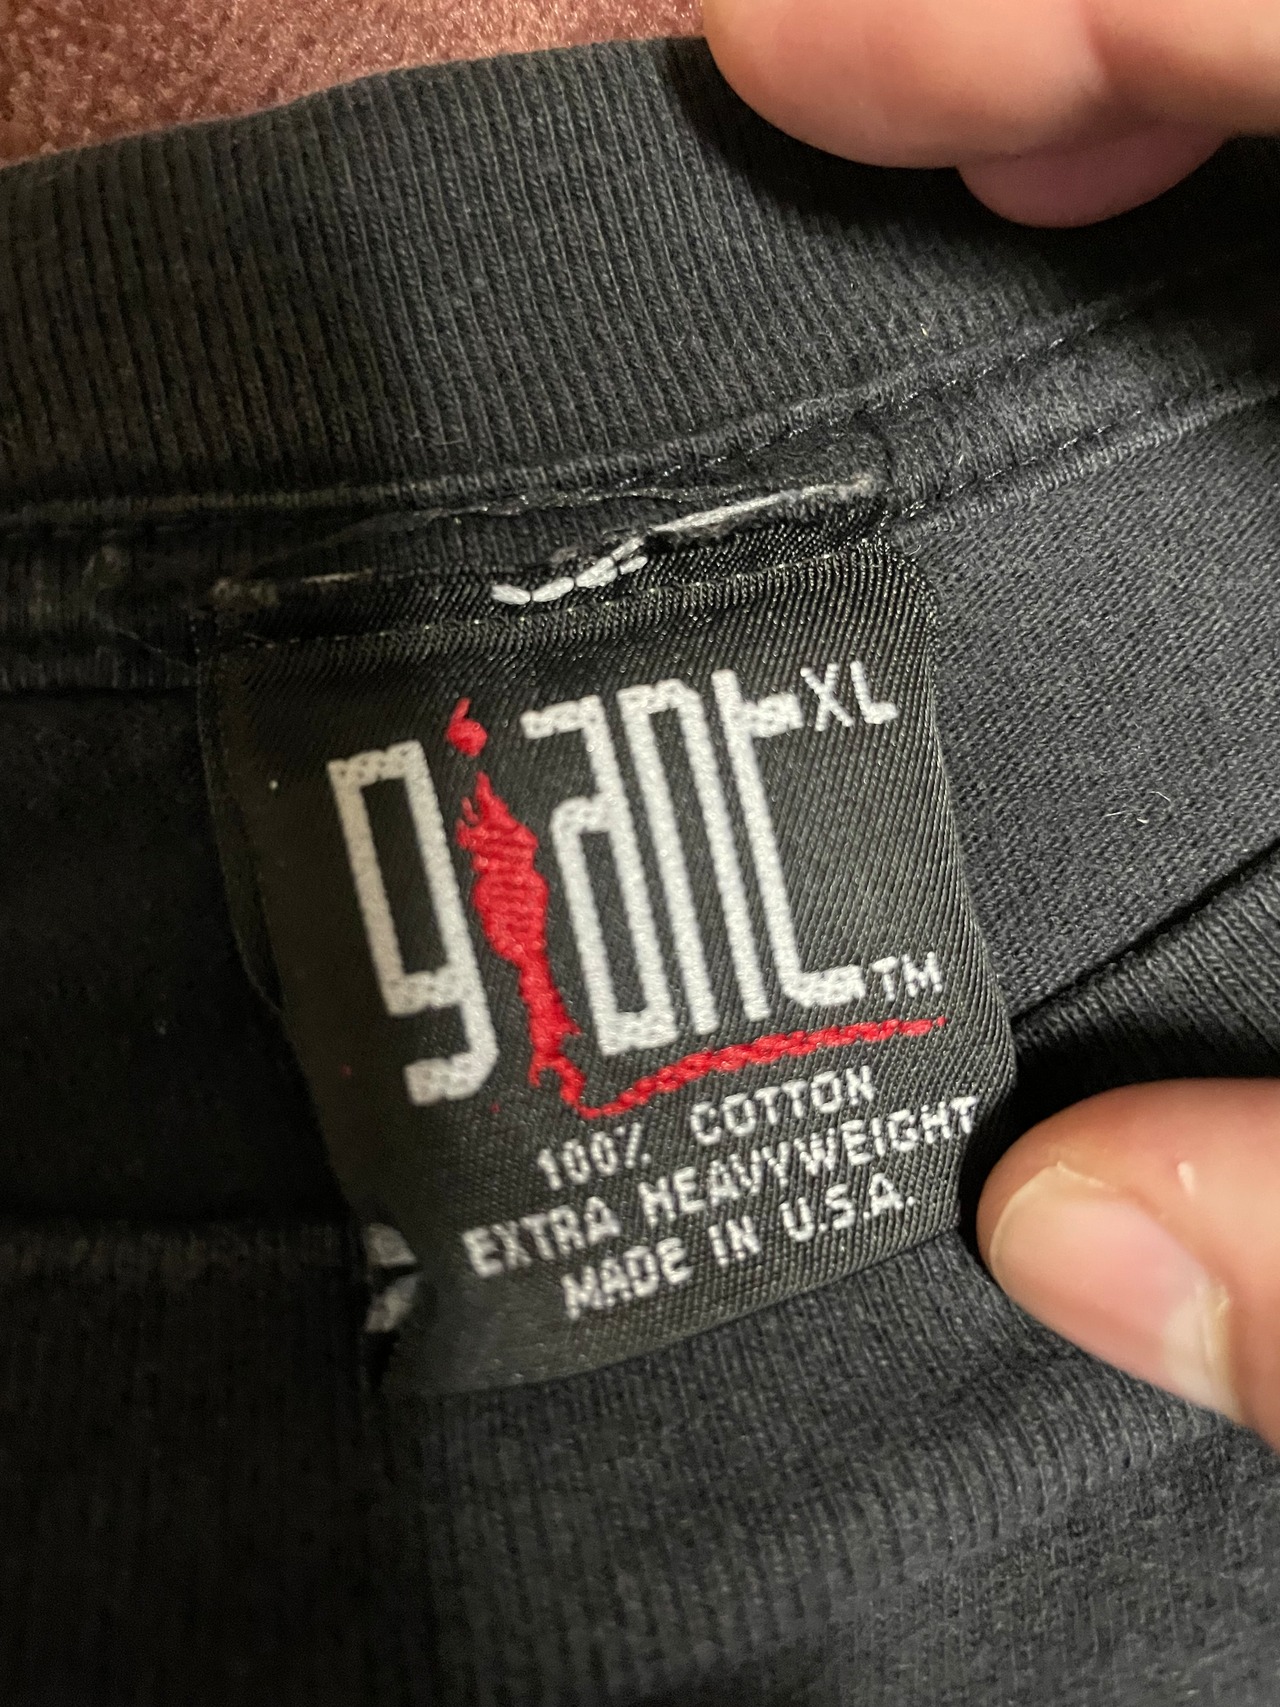 giant XL
TM
100% COTTON
EXTRA HEAVYWEIGHT
MADE IN U.S.A.